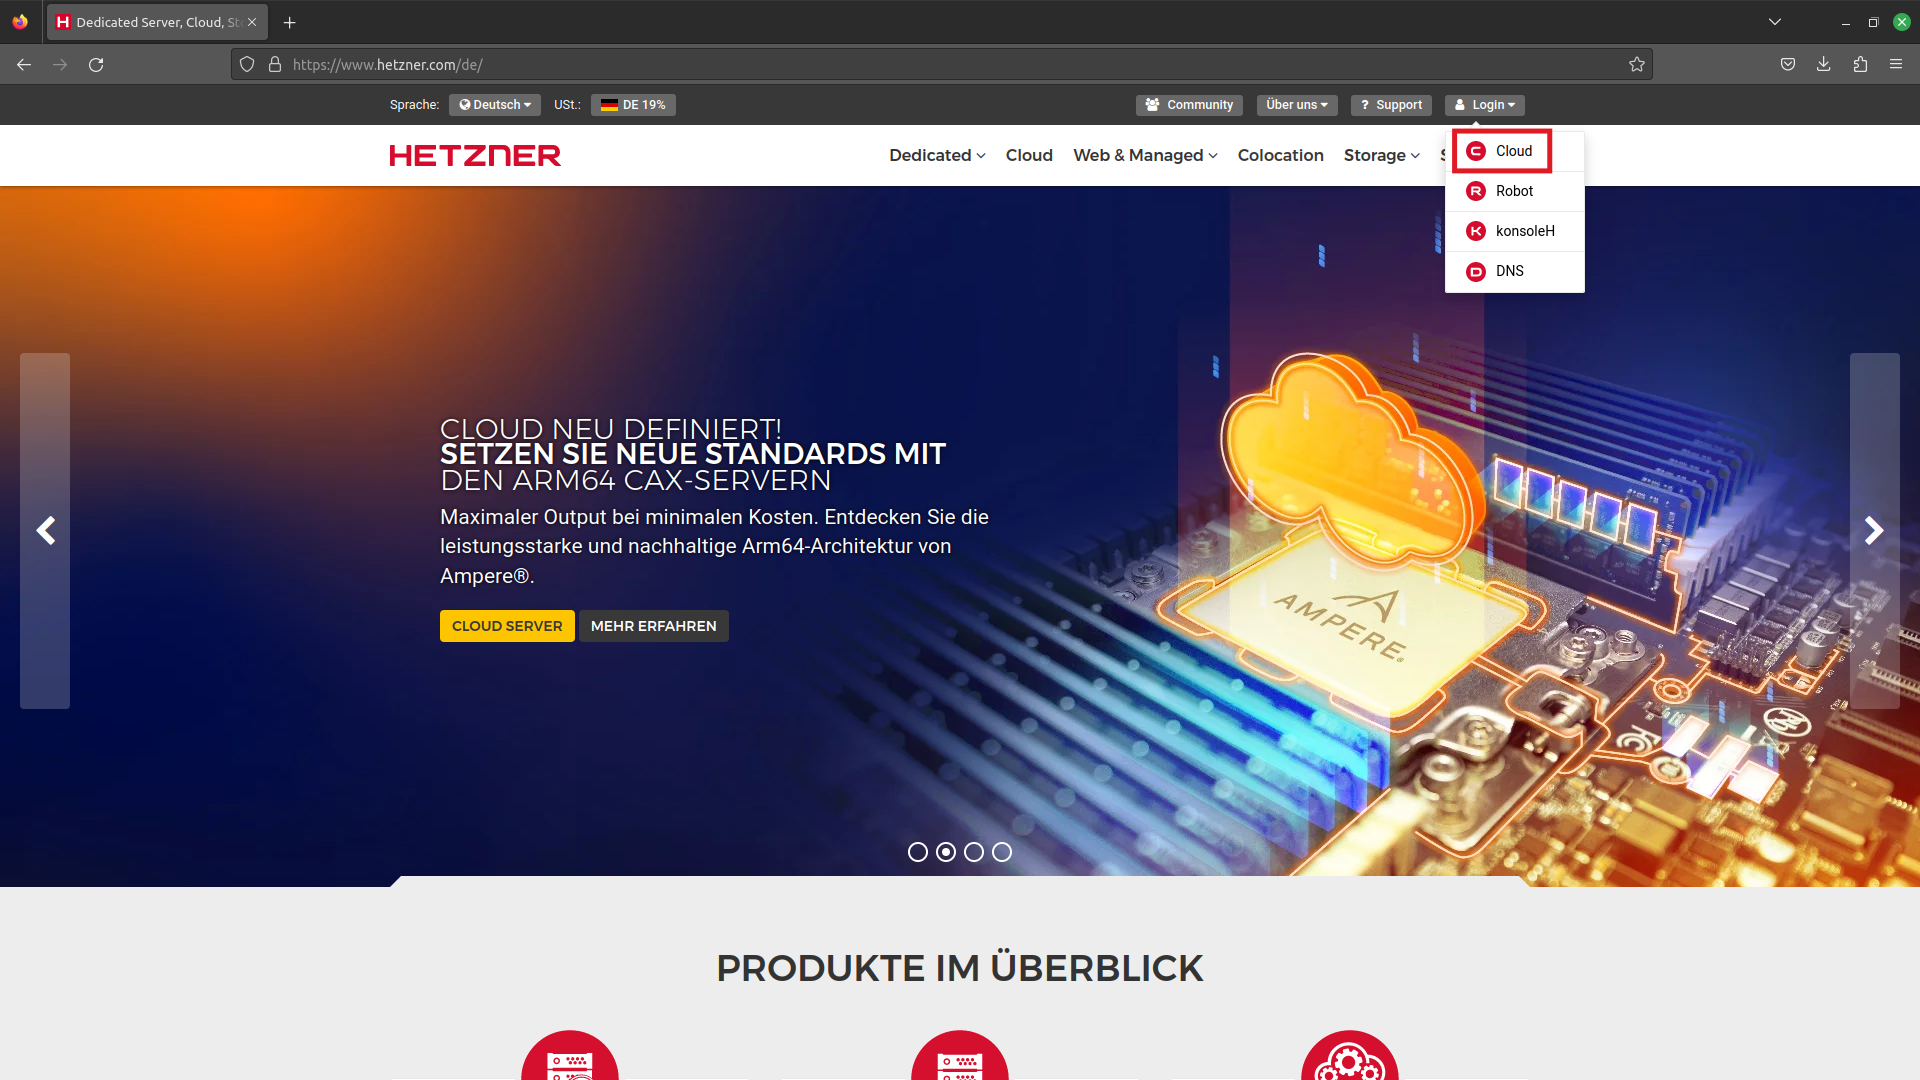 Dedicated Server, Cloud, St
https://www.hetzner.com/de/
Sprache: Deutsch USt.: DE 19% Community Über uns ? Support Login
HETZNER Dedicated Cloud Web & Managed Colocation Storage S
Cloud
Robot
konsoleH
DNS
CLOUD NEU DEFINIERT!
SETZEN SIE NEUE STANDARDS MIT
DEN ARM64 CAX-SERVERN
Maximaler Output bei minimalen Kosten. Entdecken Sie die
leistungsstarke und nachhaltige Arm64-Architektur von
Ampere®.
CLOUD SERVER MEHR ERFAHREN
AMPERE®
PRODUKTE IM ÜBERBLICK